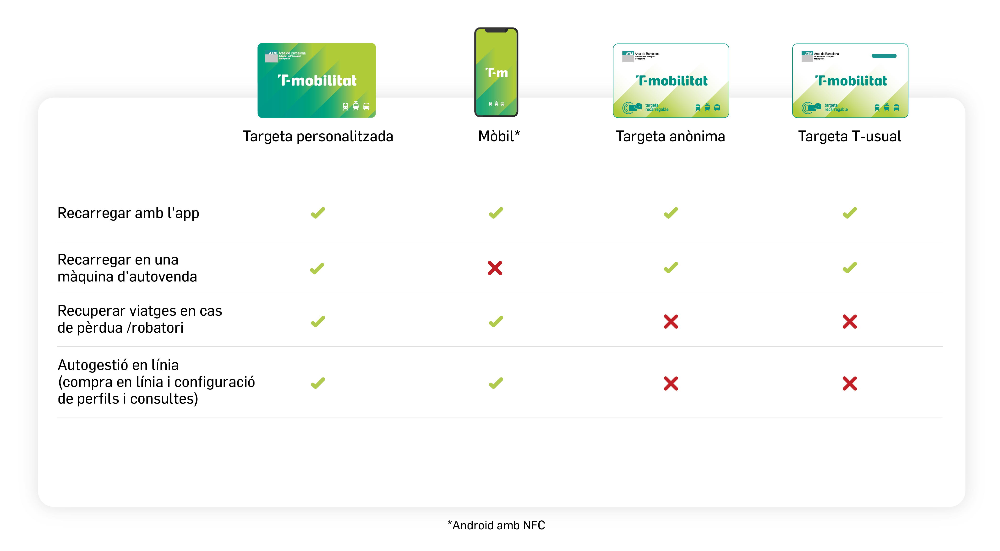 ATM Àrea de Barcelona
Autoritat del Transport
Metropolità
T-mobilitat
T-m
ATM Àrea de Barcelona
Autoritat del Transport
Metropolità
T-mobilitat
targeta
recarregable
ATM Àrea de Barcelona
Autoritat del Transport
Metropolità
T-mobilitat
targeta
recarregable
Targeta personalitzada
Mòbil*
Targeta anònima
Targeta T-usual
Recarregar amb l’app
Recarregar en una
màquina d’autovenda
Recuperar viatges en cas
de pèrdua /robatori
Autogestió en línia
(compra en línia i configuració
de perfils i consultes)
*Android amb NFC